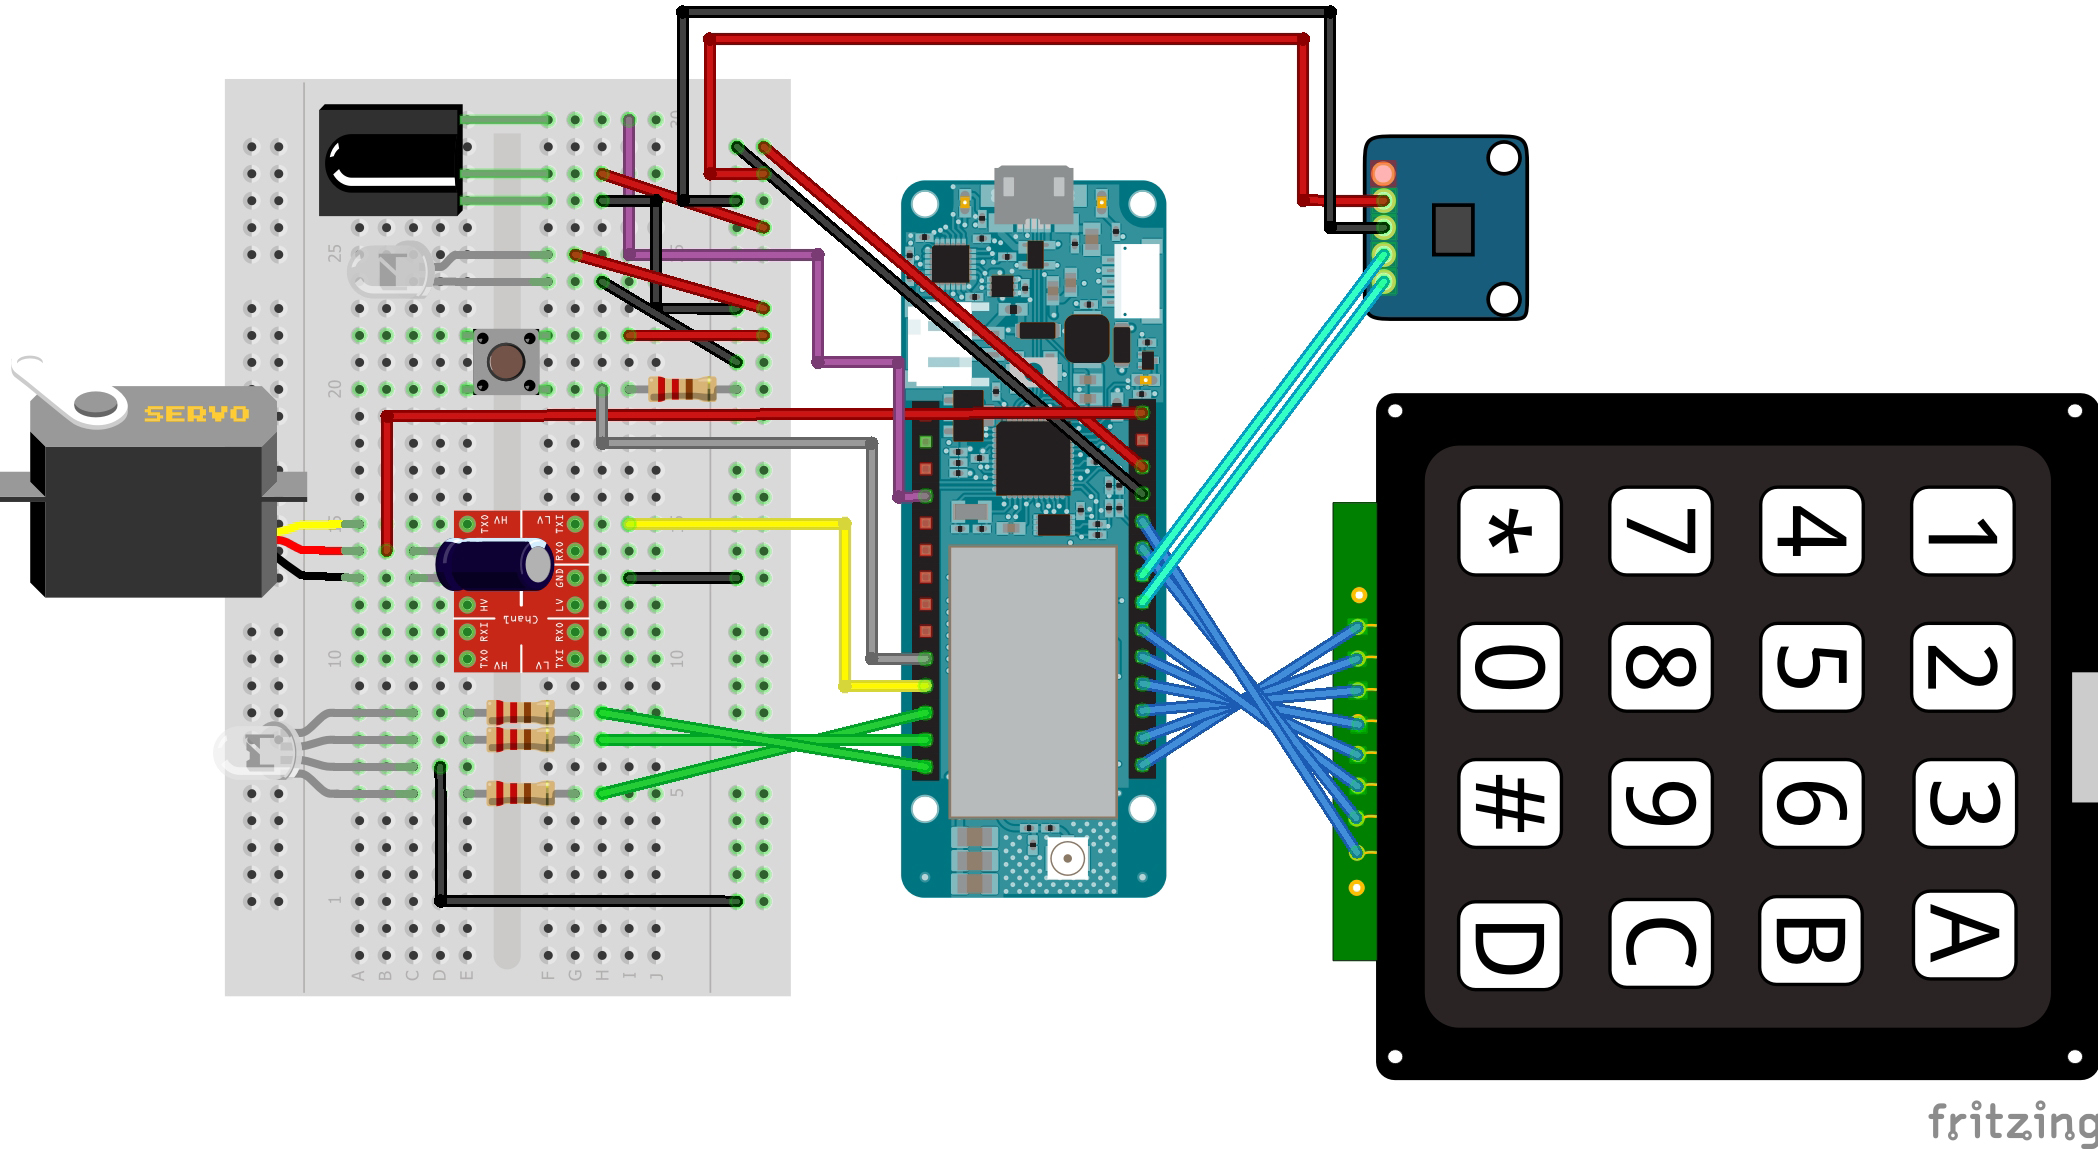 30
25 25
SERVO
20
15
TXO HV LV TXI
RXO
GND
HV LV
Chan1
RXI RXO
TXO HV LV TXI
10 10
5
1
A B C D E F G H I J
* 7 4 1
0 8 5 2
# 9 6 3
D C B A
fritzing